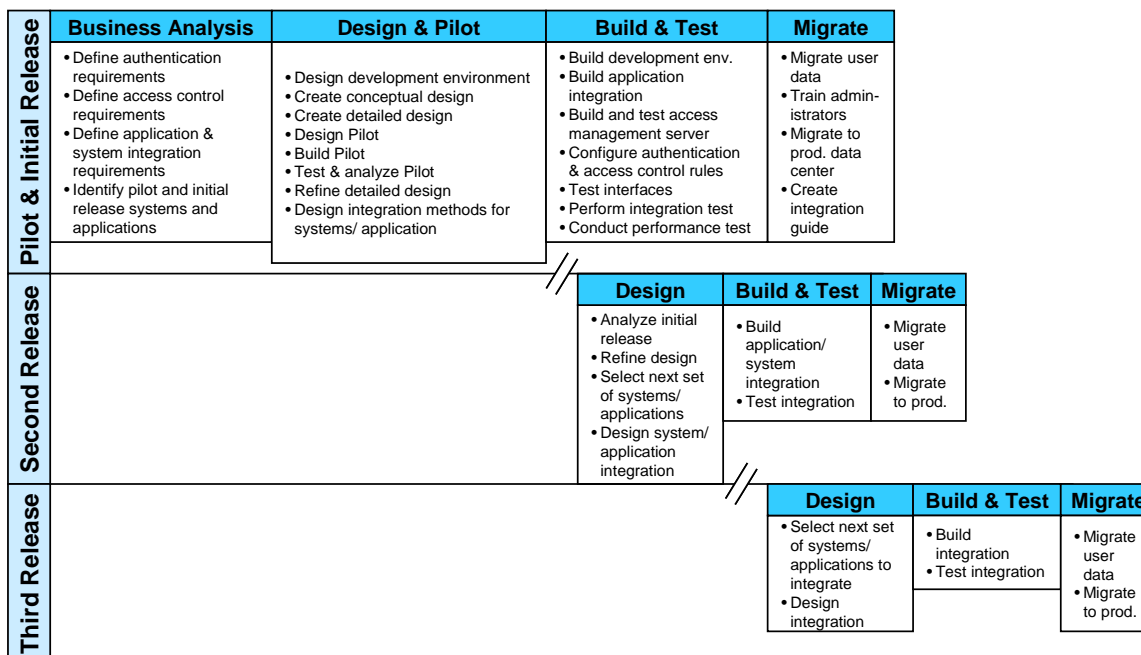 Pilot & Initial Release
Business Analysis
• Define authentication
requirements
• Define access control
requirements
• Define application &
system integration
requirements
• Identify pilot and initial
release systems and
applications
Design & Pilot
• Design development environment
• Create conceptual design
• Create detailed design
• Design Pilot
• Build Pilot
• Test & analyze Pilot
• Refine detailed design
• Design integration methods for
systems/ application
Build & Test
• Build development env.
• Build application
integration
• Build and test access
management server
• Configure authentication
& access control rules
• Test interfaces
• Perform integration test
• Conduct performance test
Migrate
• Migrate user
data
• Train admin-
istrators
• Migrate to
prod. data
center
• Create
integration
guide
Second Release
Design
• Analyze initial
release
• Refine design
• Select next set
of systems/
applications
• Design system/
application
integration
Build & Test
• Build
application/
system
integration
• Test integration
Migrate
• Migrate
user
data
• Migrate
to prod.
Third Release
Design
• Select next set
of systems/
applications to
integrate
• Design
integration
Build & Test
• Build
integration
• Test integration
Migrate
• Migrate
user
data
• Migrate
to prod.